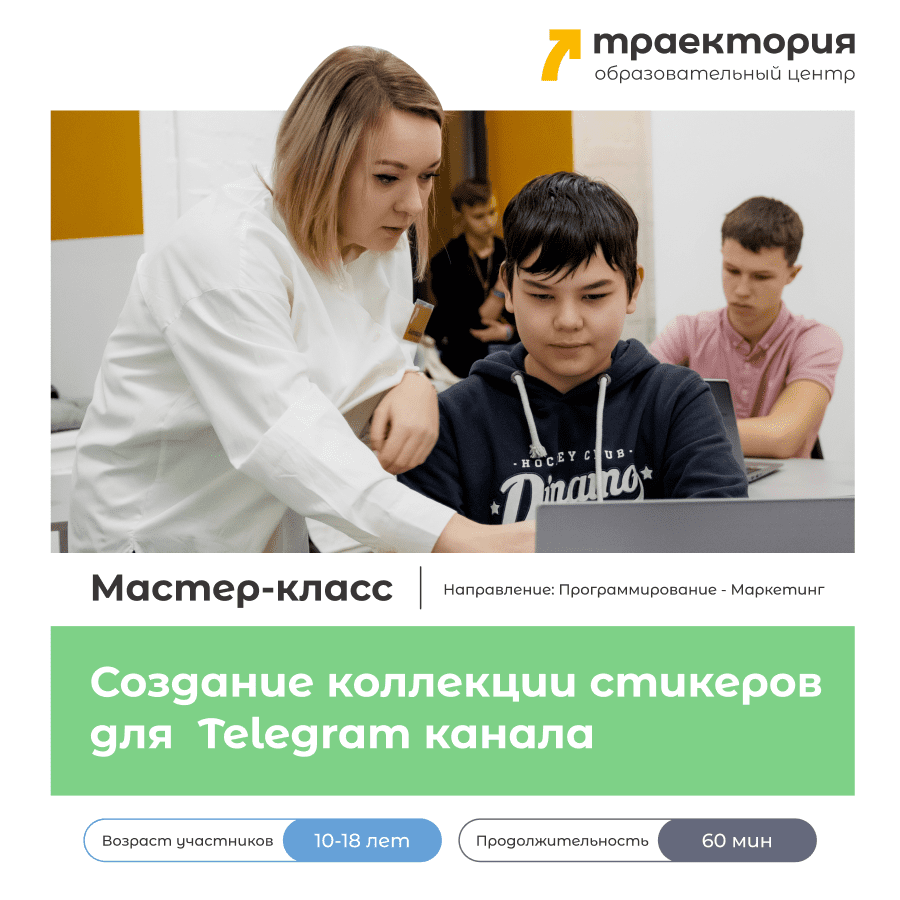 траектория
образовательный центр
- HOCKEY CLUB -
Dinamo
Мастер-класс
Направление: Программирование - Маркетинг
Создание коллекции стикеров
для Telegram канала
Возраст участников 10-18 лет
Продолжительность 60 мин